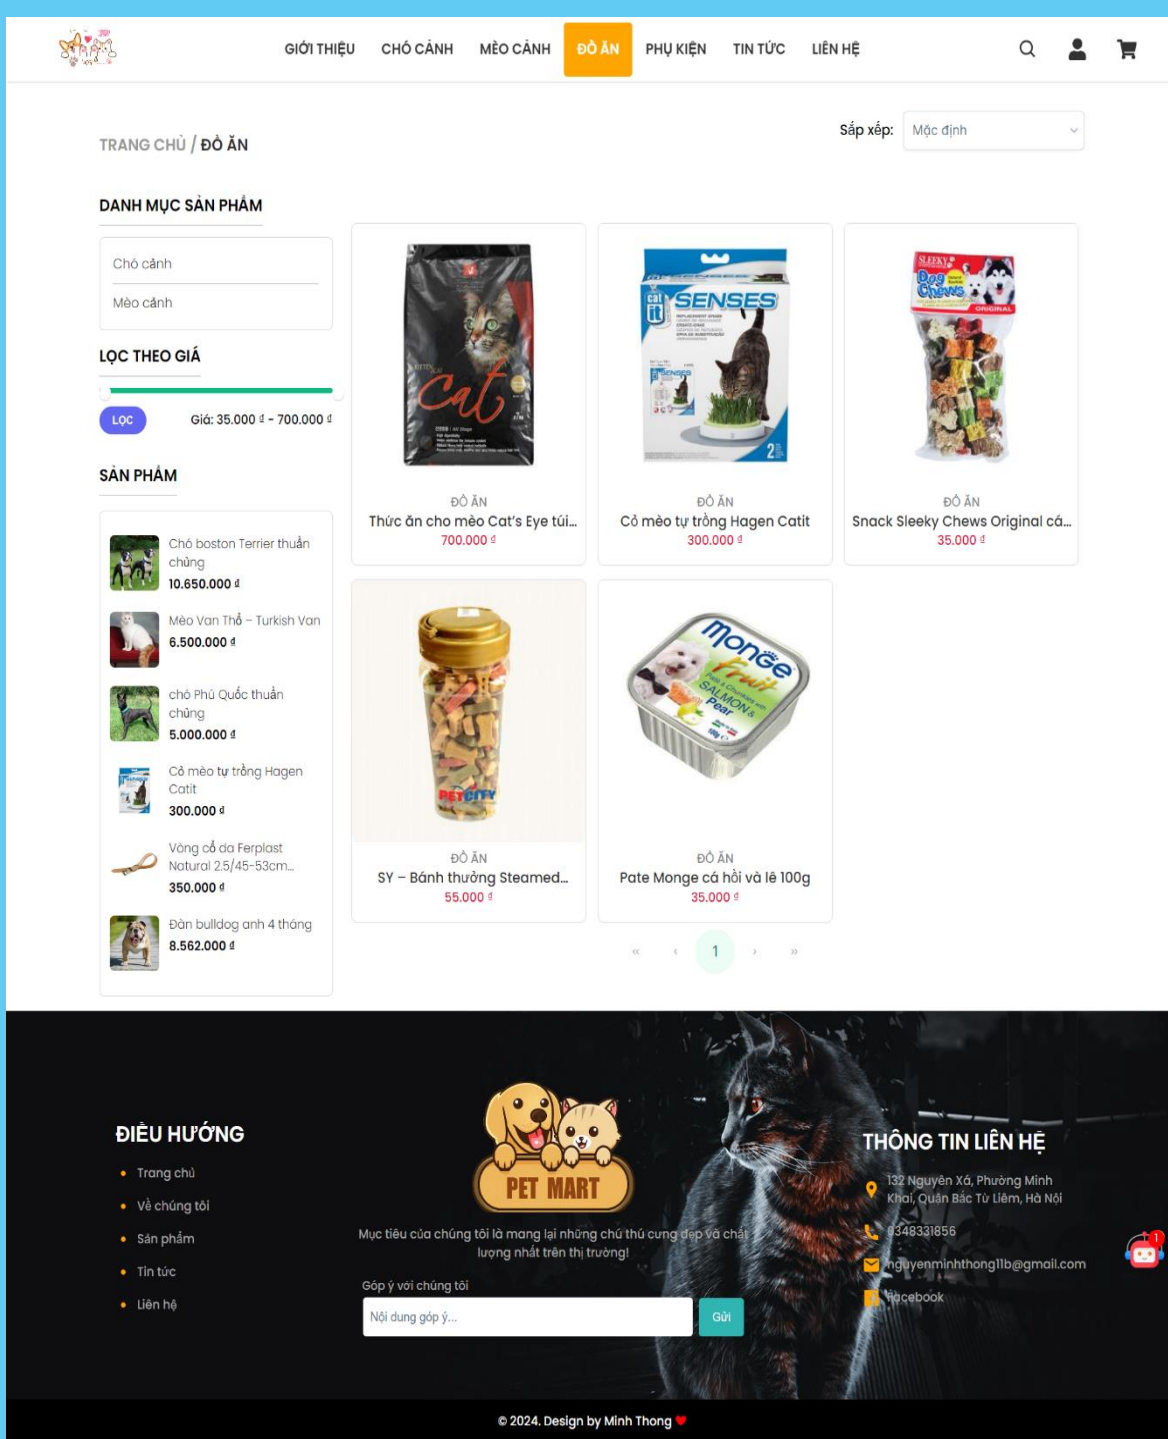 GIỚI THIỆU CHÓ CẢNH MÈO CẢNH ĐỒ ĂN PHỤ KIỆN TIN TỨC LIÊN HỆ
TRANG CHỦ / ĐỒ ĂN
Sắp xếp: Mặc định
DANH MỤC SẢN PHẨM
Chó cảnh
Mèo cảnh
LỌC THEO GIÁ
LỌC
Giá: 35.000 ₫ - 700.000 ₫
SẢN PHẨM
Chó boston Terrier thuần
chủng
10.650.000 ₫
Mèo Van Thổ – Turkish Van
6.500.000 ₫
chó Phú Quốc thuần
chủng
5.000.000 ₫
Cỏ mèo tự trồng Hagen
Catit
300.000 ₫
Vòng cổ da Ferplast
Natural 2.5/45-53cm...
350.000 ₫
Đàn bulldog anh 4 tháng
8.562.000 ₫
Cat
ĐỒ ĂN
Thức ăn cho mèo Cat's Eye túi...
700.000 ₫
cat it
SENSES
2
ĐỒ ĂN
Cỏ mèo tự trồng Hagen Catit
300.000 ₫
SLEEKY
Dog
Chews
ORIGINAL
ĐỒ ĂN
Snack Sleeky Chews Original cá...
35.000 ₫
PETCITY
ĐỒ ĂN
SY – Bánh thưởng Steamed...
55.000 ₫
monge
Fruit
Paté & Chunkies with
SALMON &
Pear
100g
ĐỒ ĂN
Pate Monge cá hồi và lê 100g
35.000 ₫
« ‹ 1 › »
ĐIỀU HƯỚNG
Trang chủ
Về chúng tôi
Sản phẩm
Tin tức
Liên hệ
PET MART
Mục tiêu của chúng tôi là mang lại những chú thú cưng đẹp và chất
lượng nhất trên thị trường!
Góp ý với chúng tôi
Nội dung góp ý...
Gửi
THÔNG TIN LIÊN HỆ
132 Nguyên Xá, Phường Minh
Khai, Quận Bắc Từ Liêm, Hà Nội
0348331856
nguyenminhthong11b@gmail.com
Facebook
1
© 2024. Design by Minh Thong